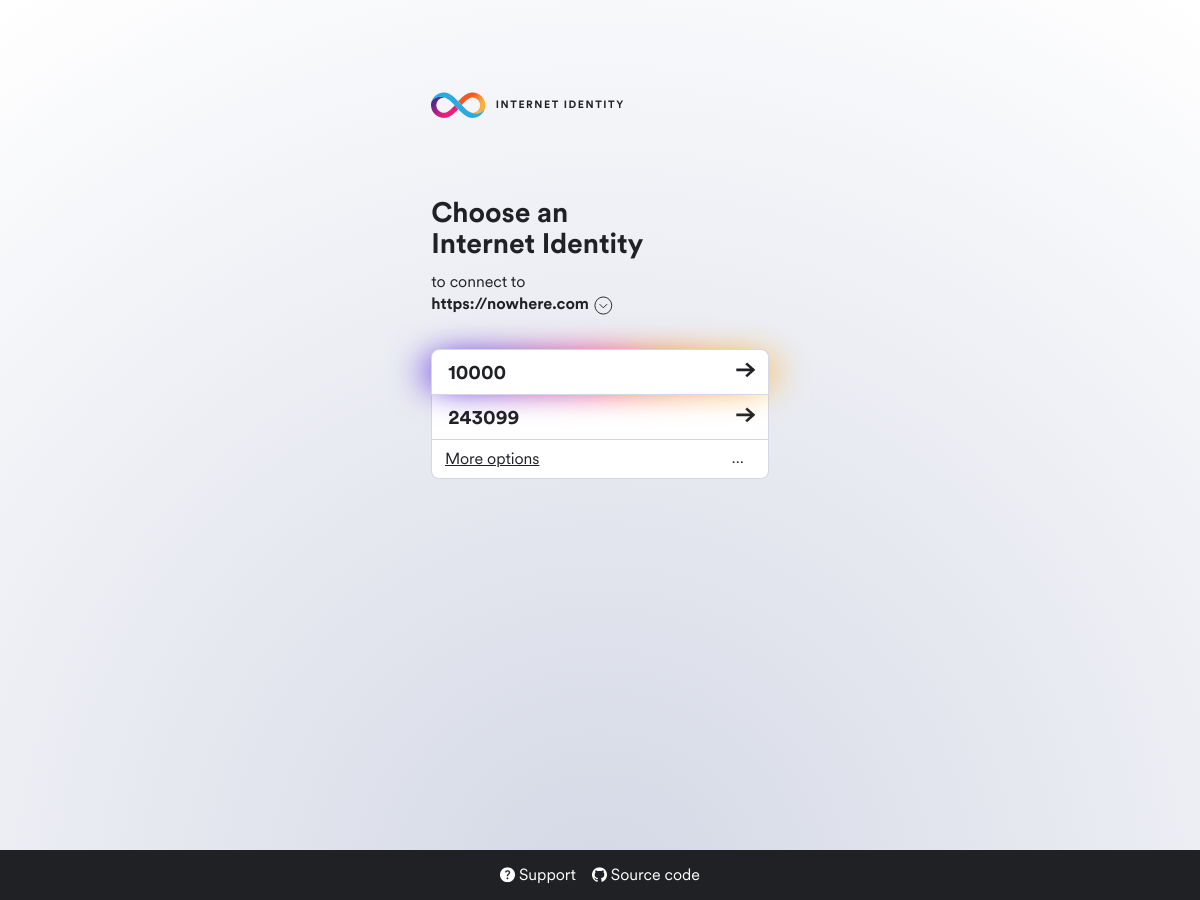 INTERNET IDENTITY
Choose an
Internet Identity
to connect to
https://nowhere.com
10000
243099
More options ...
Support Source code